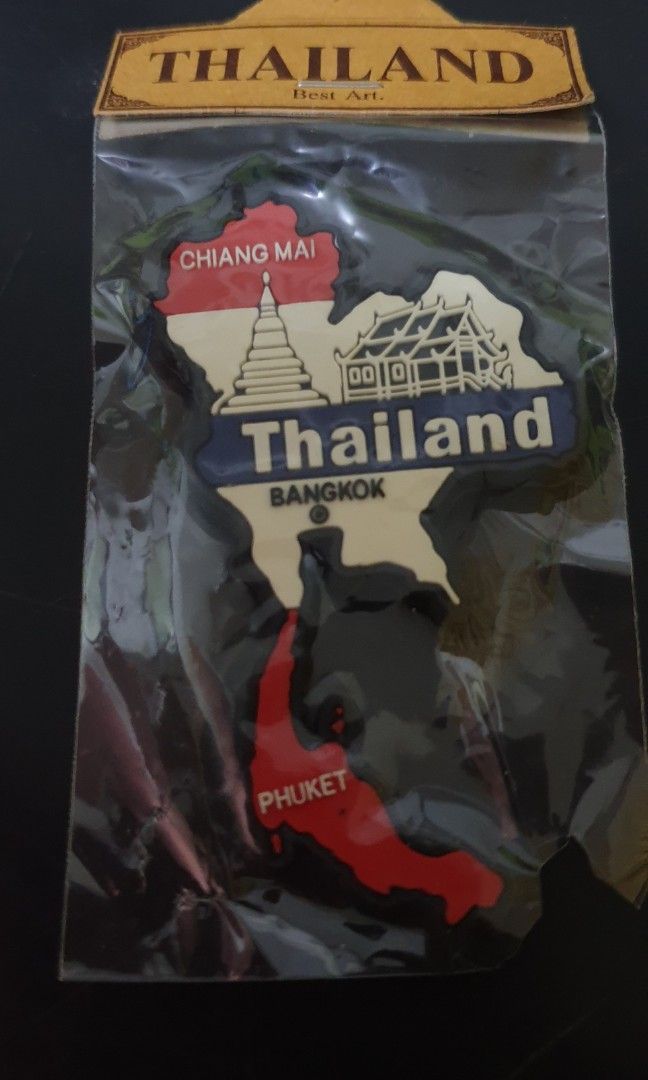 THAILAND
Best Art.
CHIANG MAI
Thailand
BANGKOK
PHUKET